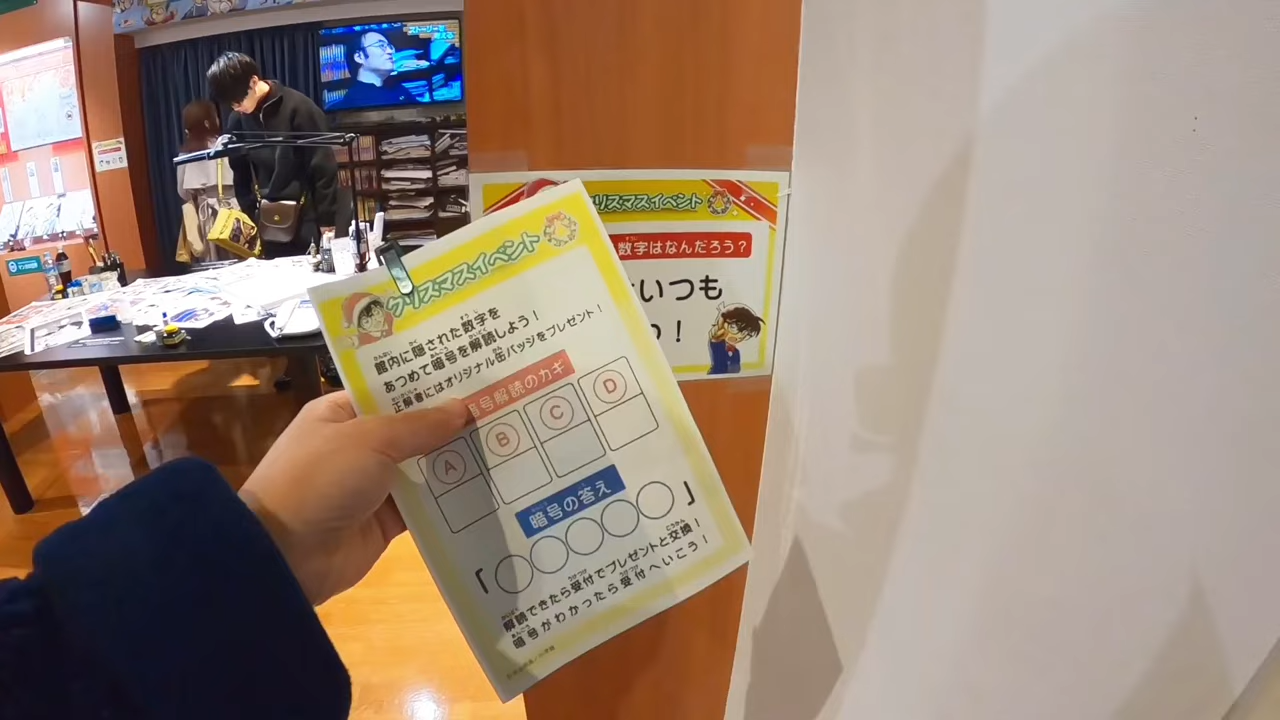 ストーリーを
考える
クリスマスイベント
数字はなんだろう?
いつも
!
クリスマスイベント
館内に隠された数字を
あつめて暗号を解読しよう!
正解者にはオリジナル缶バッジをプレゼント!
暗号解読のカギ
A B C D
暗号の答え
「 」
解読できたら受付でプレゼントと交換!
暗号がわかったら受付へいこう!